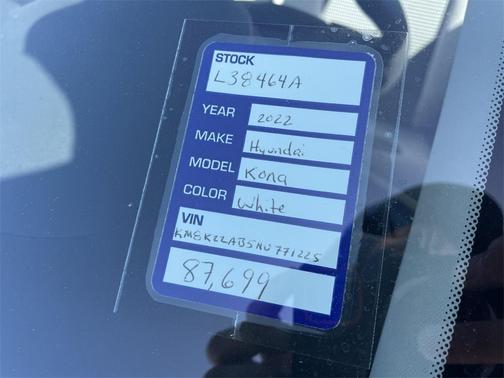 STOCK
L38464A
YEAR 2022
MAKE Hyundai
MODEL Kona
COLOR White
VIN
KM8K22AB5NU771225
87,699